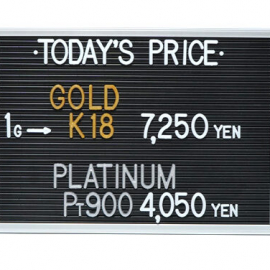 ·TODAY'S PRICE·
GOLD
1G→ K18 7,250 YEN
PLATINUM
PT900 4,050 YEN